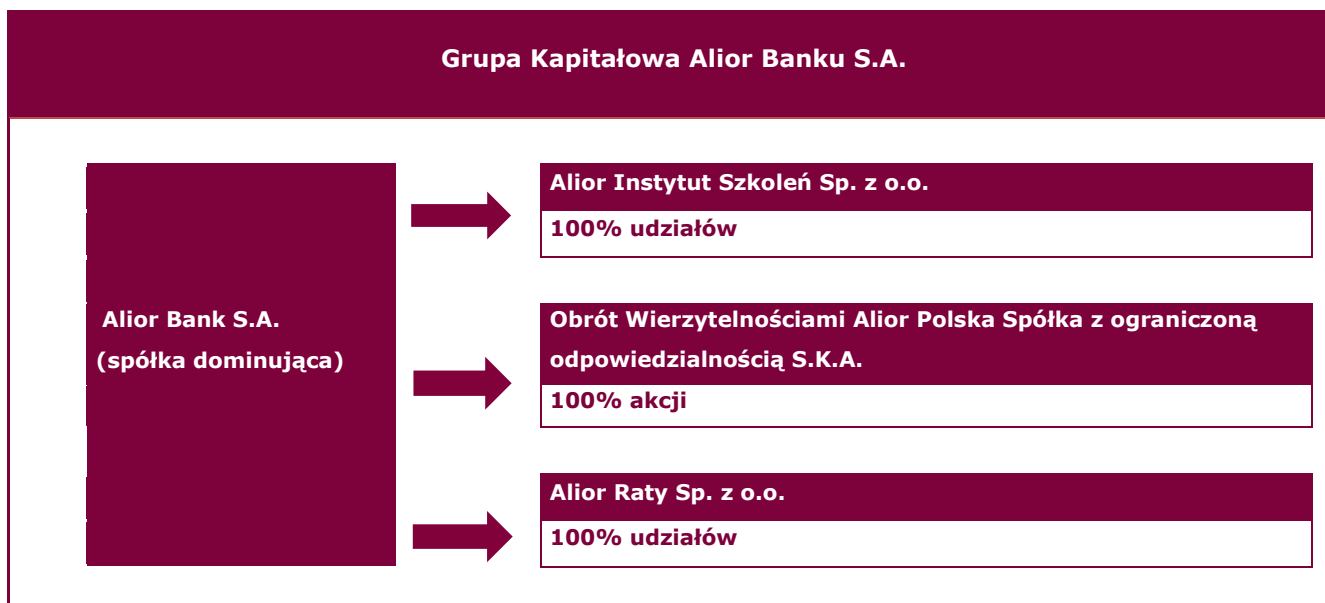 Grupa Kapitałowa Alior Banku S.A.
Alior Bank S.A.
(spółka dominująca)
Alior Instytut Szkoleń Sp. z o.o.
100% udziałów
Obrót Wierzytelnościami Alior Polska Spółka z ograniczoną
odpowiedzialnością S.K.A.
100% akcji
Alior Raty Sp. z o.o.
100% udziałów